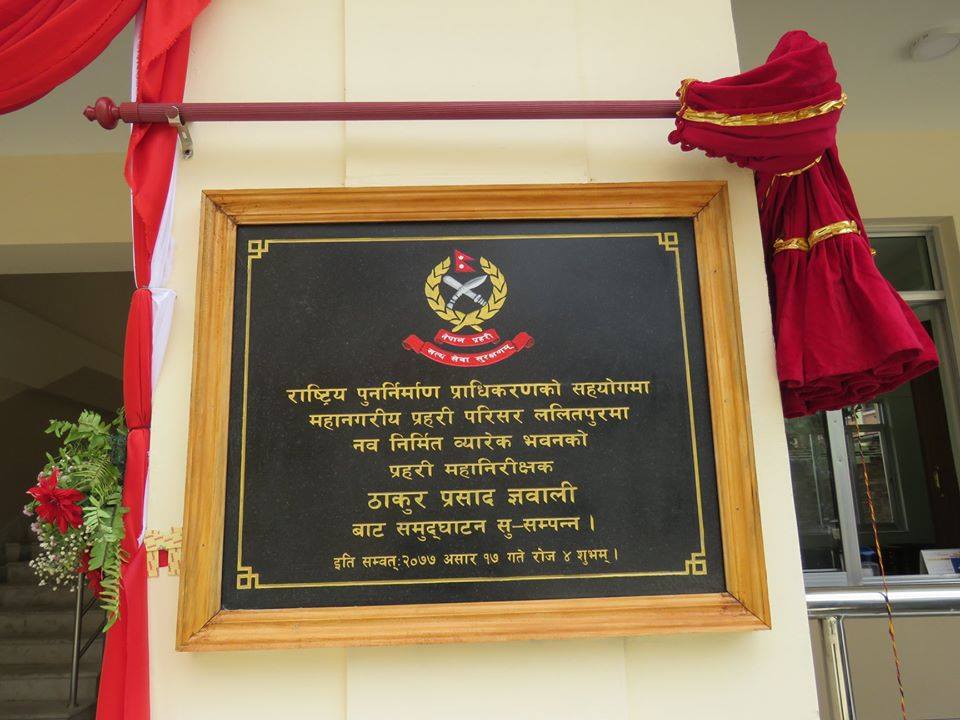 नेपाल प्रहरी
सत्य सेवा सुरक्षणम्
राष्ट्रिय पुनर्निर्माण प्राधिकरणको सहयोगमा
महानगरीय प्रहरी परिसर ललितपुरमा
नव निर्मित व्यारेक भवनको
प्रहरी महानिरीक्षक
ठाकुर प्रसाद ज्ञवाली
बाट समुद्घाटन सु-सम्पन्न ।
इति सम्वत्ः२०७७ असार १७ गते रोज ४ शुभम् ।